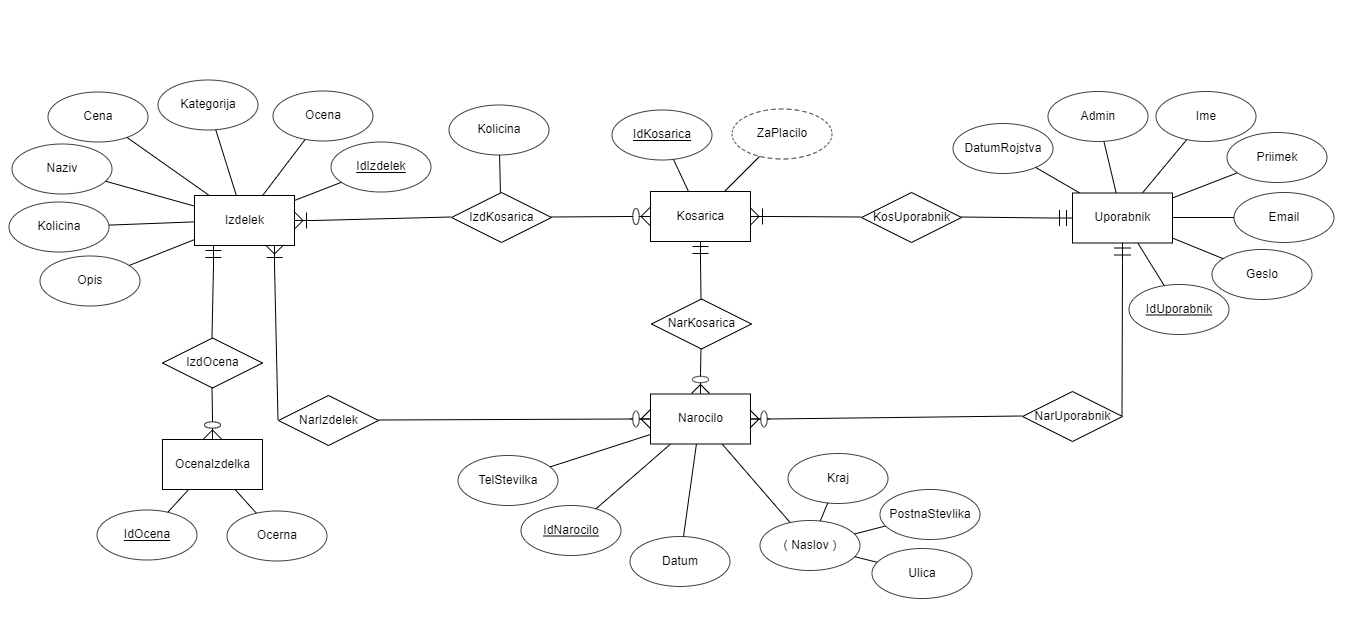 Kategorija
Cena
Ocena
Naziv
IdIzdelek
Kolicina
Opis
Izdelek
Kolicina
IzdKosarica
IdKosarica
ZaPlacilo
Kosarica
KosUporabnik
DatumRojstva
Admin
Ime
Priimek
Email
Geslo
IdUporabnik
Uporabnik
IzdOcena
NarKosarica
NarIzdelek
Narocilo
NarUporabnik
OcenaIzdelka
IdOcena
Ocerna
TelStevilka
IdNarocilo
Datum
( Naslov )
Kraj
PostnaStevlika
Ulica